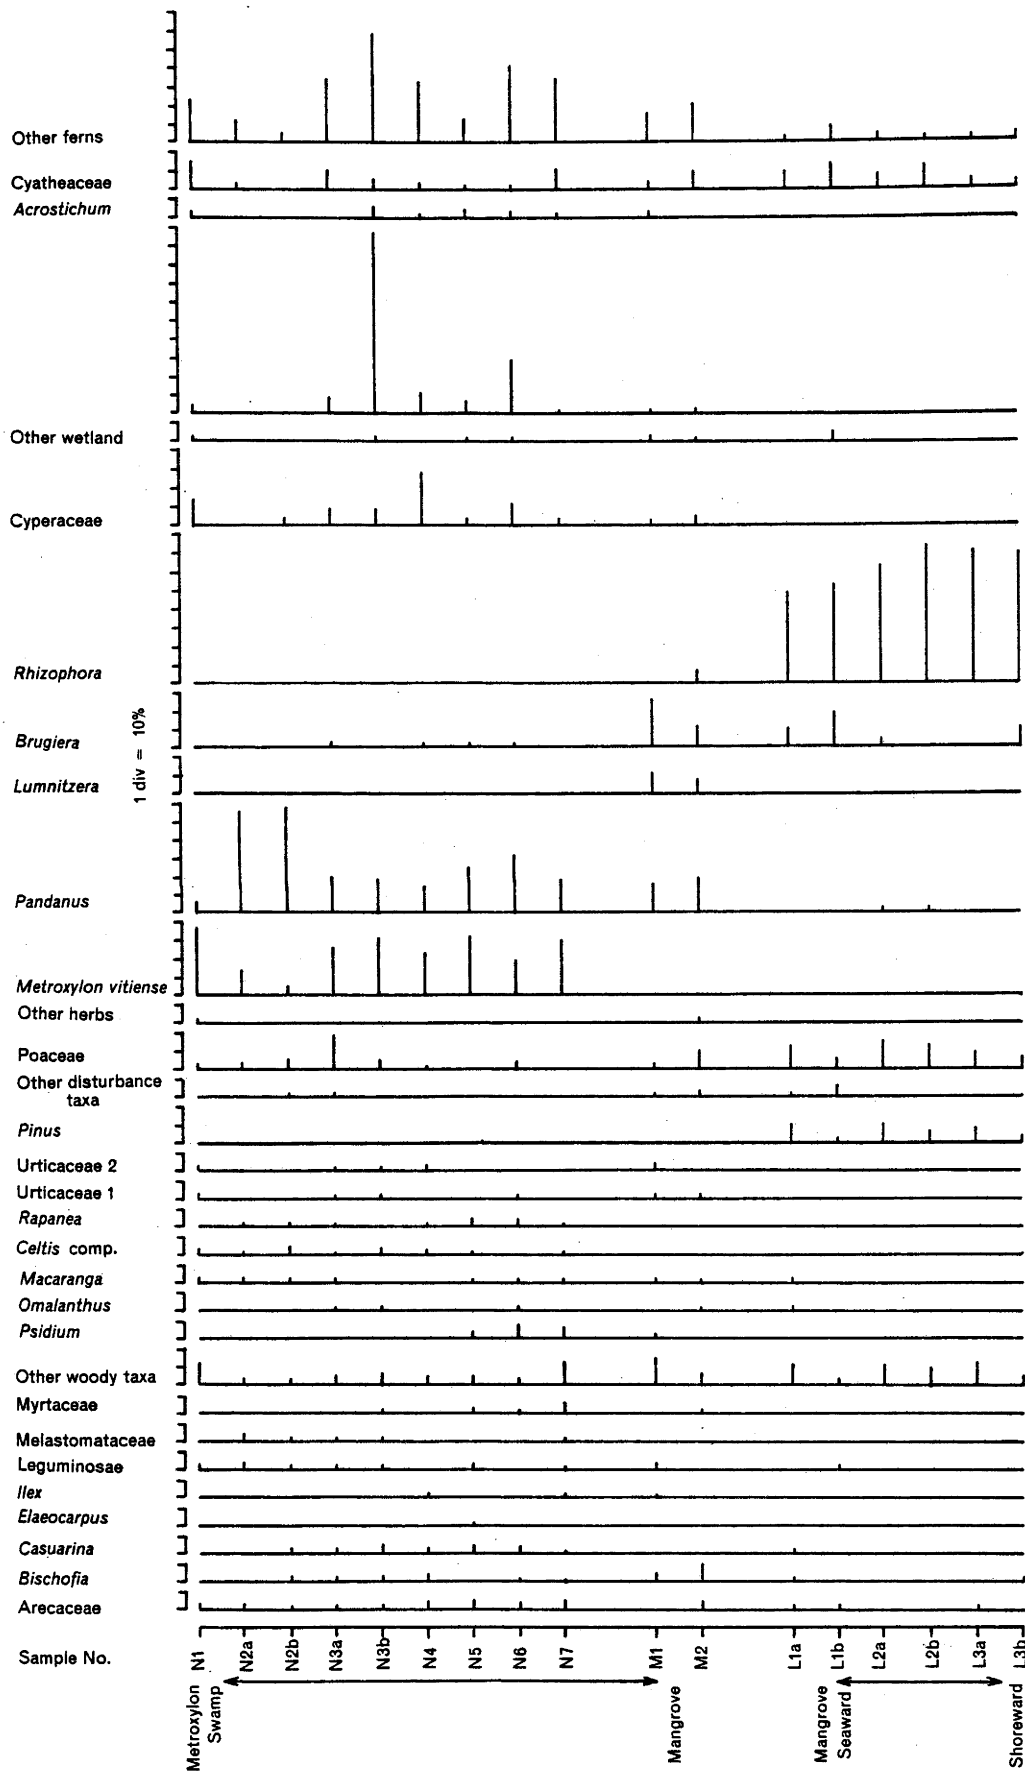 Other ferns
Cyatheaceae
Acrostichum
Other wetland
Cyperaceae
Rhizophora
Brugiera
1 div = 10%
Lumnitzera
Pandanus
Metroxylon vitiense
Other herbs
Poaceae
Other disturbance
taxa
Pinus
Urticaceae 2
Urticaceae 1
Rapanea
Celtis comp.
Macaranga
Omalanthus
Psidium
Other woody taxa
Myrtaceae
Melastomataceae
Leguminosae
Ilex
Elaeocarpus
Casuarina
Bischofia
Arecaceae
Sample No.
N1
N2a
N2b
N3a
N3b
N4
N5
N6
N7
M1
M2
L1a
L1b
L2a
L2b
L3a
L3b
Metroxylon
Swamp
Mangrove
Mangrove
Seaward
Shoreward